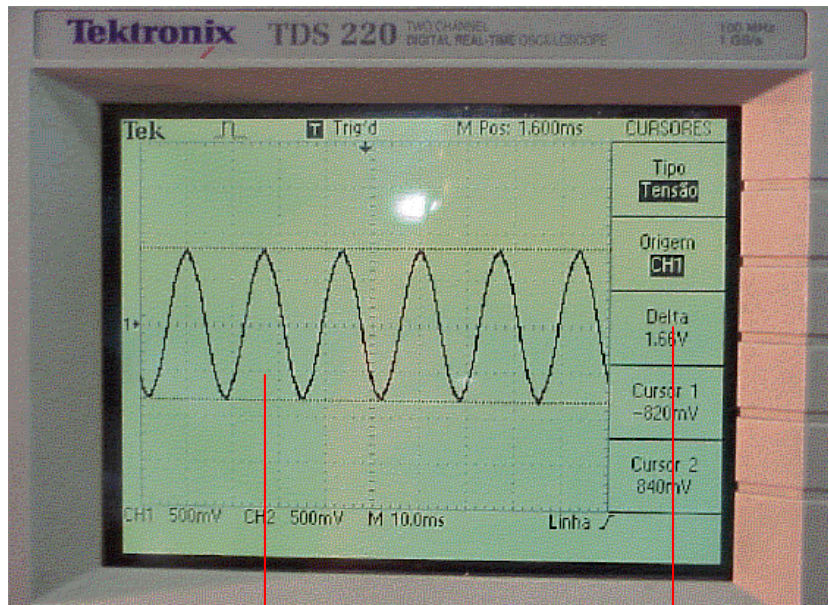 Tektronix TDS 220 TWO CHANNEL DIGITAL REAL-TIME OSCILLOSCOPE
100 MHz
1 GS/s
Tek T Trig'd M Pos: 1.600ms CURSORES
Tipo
Tensão
Origem
CH1
1
Delta
1.66V
Cursor 1
-820mV
Cursor 2
840mV
CH1 500mV CH2 500mV M 10.0ms Linha